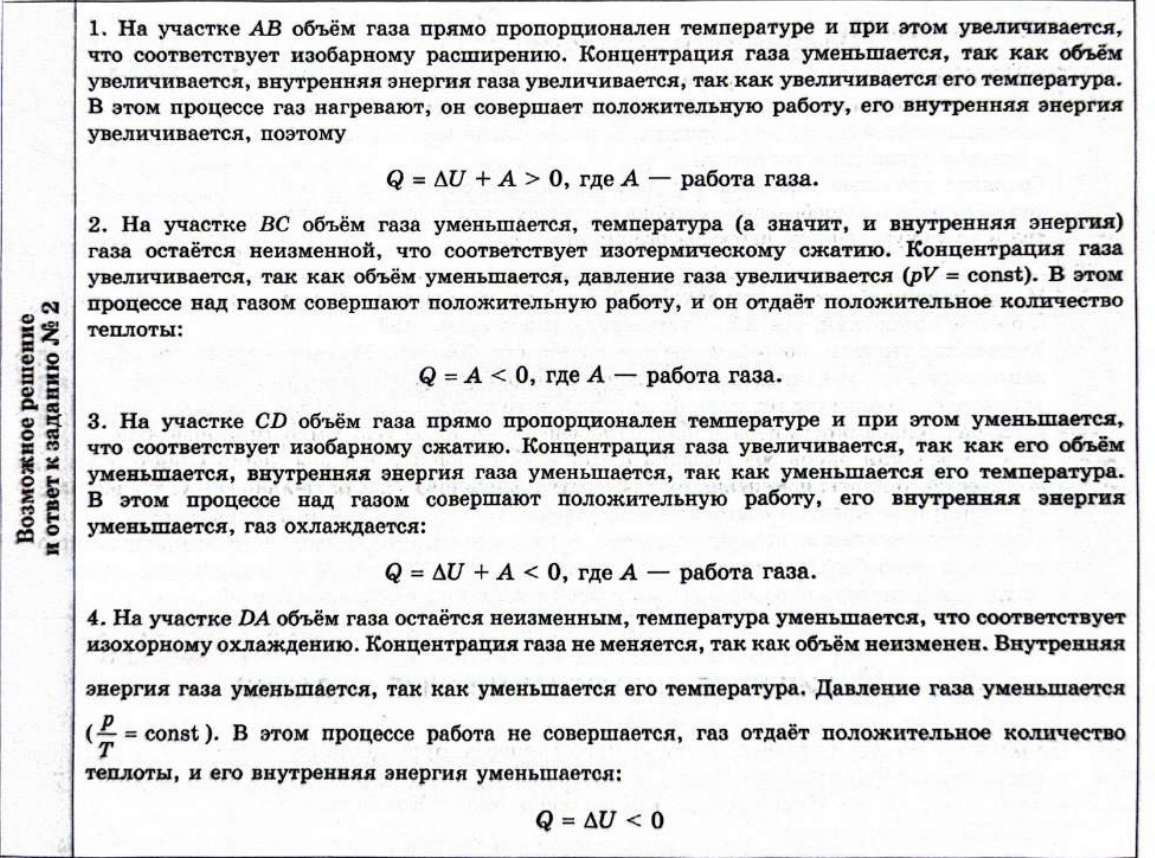 Возможное решение
и ответ к заданию № 2
1. На участке AB объём газа прямо пропорционален температуре и при этом увеличивается,
что соответствует изобарному расширению. Концентрация газа уменьшается, так как объём
увеличивается, внутренняя энергия газа увеличивается, так как увеличивается его температура.
В этом процессе газ нагревают, он совершает положительную работу, его внутренняя энергия
увеличивается, поэтому
Q = ΔU + A > 0, где A — работа газа.
2. На участке BC объём газа уменьшается, температура (а значит, и внутренняя энергия)
газа остаётся неизменной, что соответствует изотермическому сжатию. Концентрация газа
увеличивается, так как объём уменьшается, давление газа увеличивается (pV = const). В этом
процессе над газом совершают положительную работу, и он отдаёт положительное количество
теплоты:
Q = A < 0, где A — работа газа.
3. На участке CD объём газа прямо пропорционален температуре и при этом уменьшается,
что соответствует изобарному сжатию. Концентрация газа увеличивается, так как его объём
уменьшается, внутренняя энергия газа уменьшается, так как уменьшается его температура.
В этом процессе над газом совершают положительную работу, его внутренняя энергия
уменьшается, газ охлаждается:
Q = ΔU + A < 0, где A — работа газа.
4. На участке DA объём газа остаётся неизменным, температура уменьшается, что соответствует
изохорному охлаждению. Концентрация газа не меняется, так как объём неизменен. Внутренняя
энергия газа уменьшается, так как уменьшается его температура. Давление газа уменьшается
(p/T = const). В этом процессе работа не совершается, газ отдаёт положительное количество
теплоты, и его внутренняя энергия уменьшается:
Q = ΔU < 0